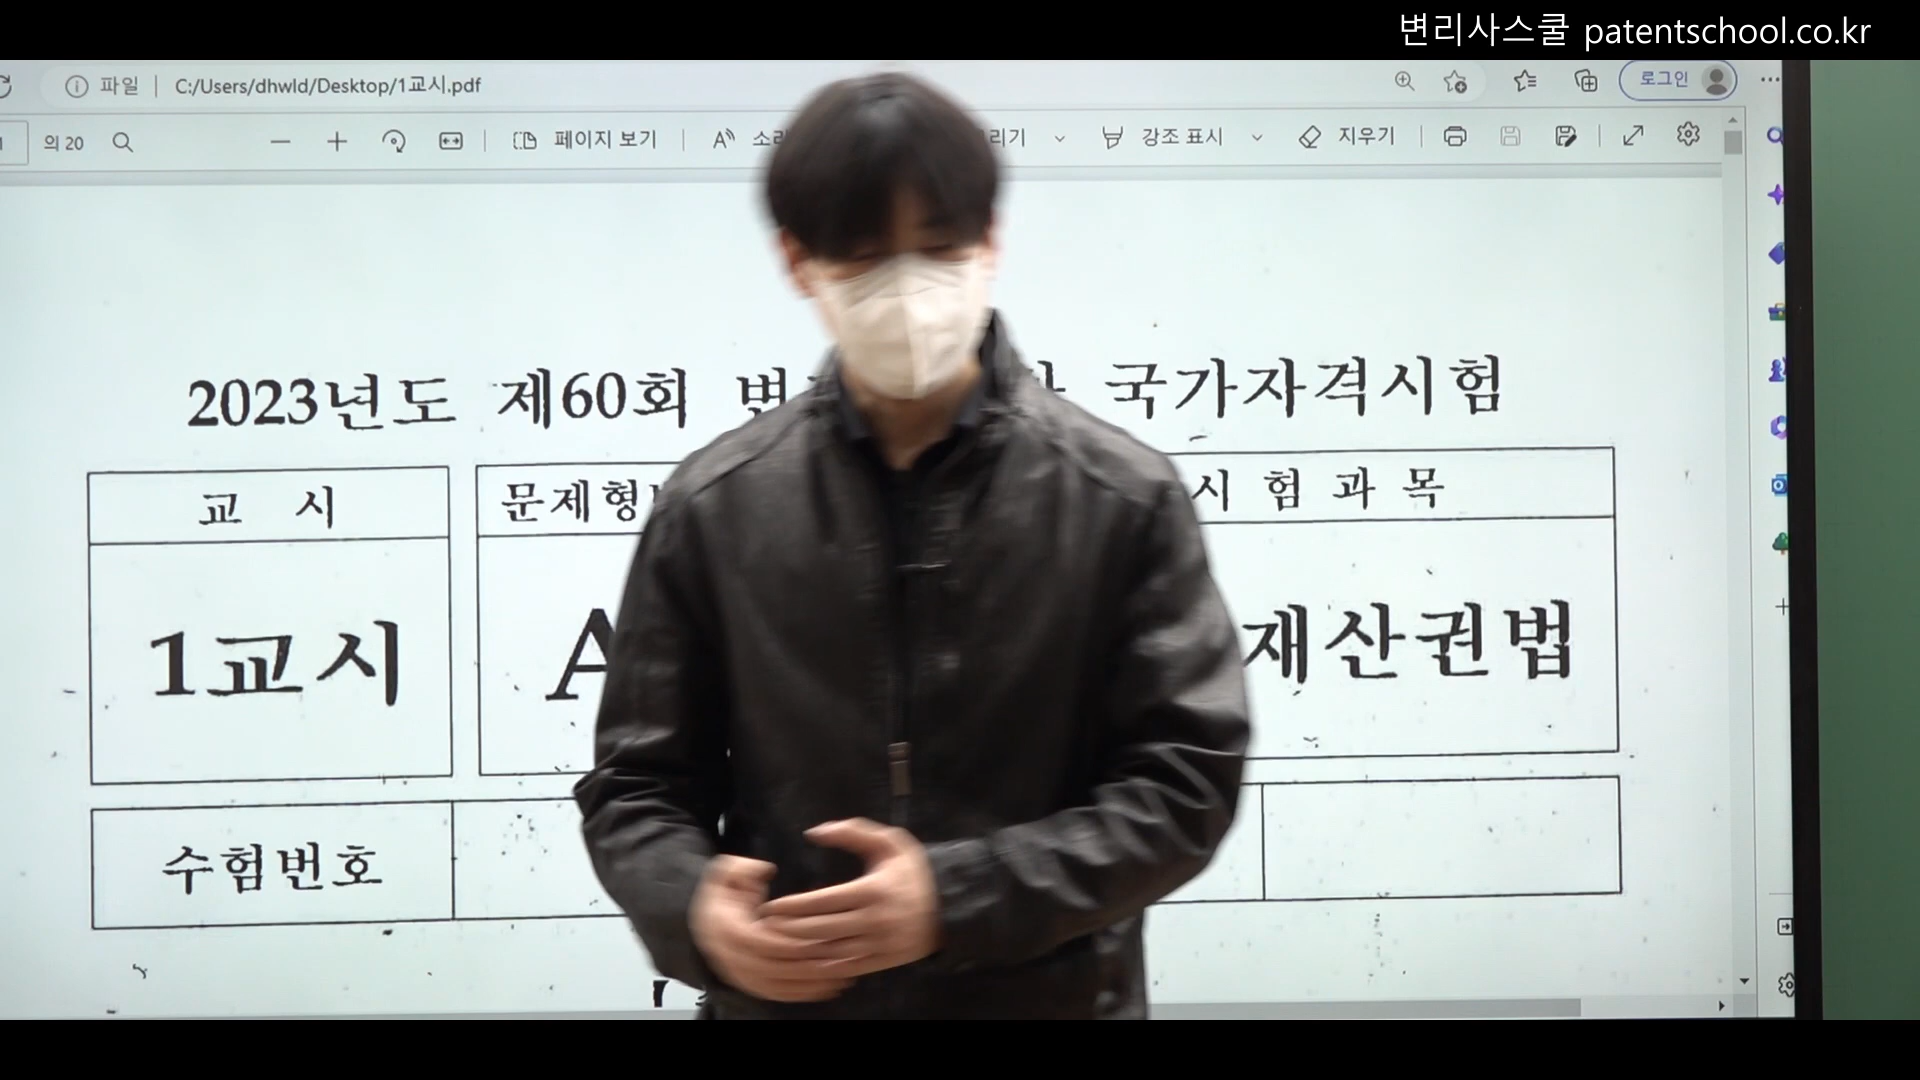 변리사스쿨 patentschool.co.kr
파일 C:/Users/dhwld/Desktop/1교시.pdf 로그인
의 20 페이지 보기 강조 표시 지우기
2023년도 제60회 국가자격시험
교 시 시 험 과 목
1교시 A 재산권법
수험번호